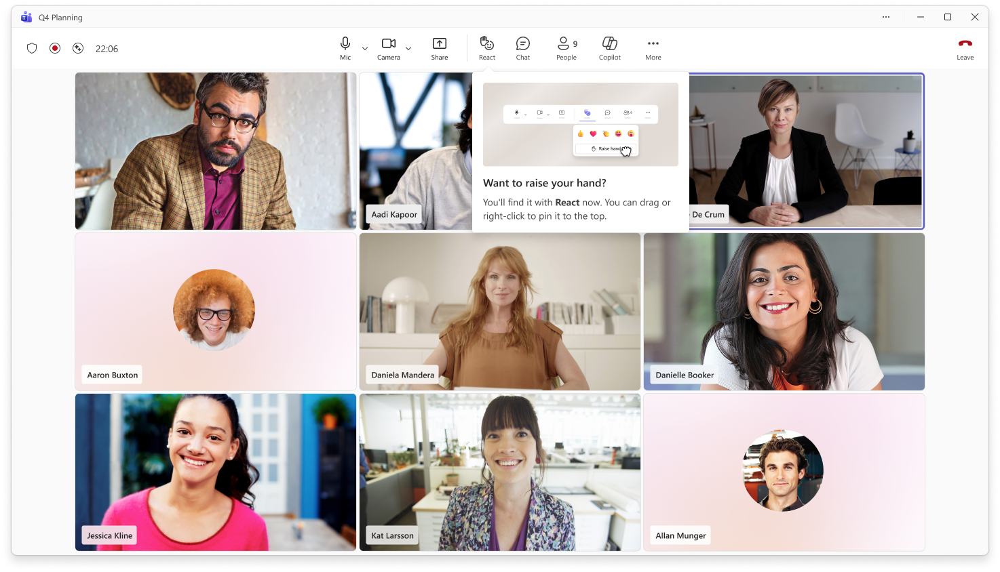 Q4 Planning
22:06
Mic
Camera
Share
React
Chat
People
9
Copilot
More
Leave
Raise hand
Want to raise your hand?
You'll find it with React now. You can drag or
right-click to pin it to the top.
Aadi Kapoor
De Crum
Aaron Buxton
Daniela Mandera
Danielle Booker
Jessica Kline
Kat Larsson
Allan Munger